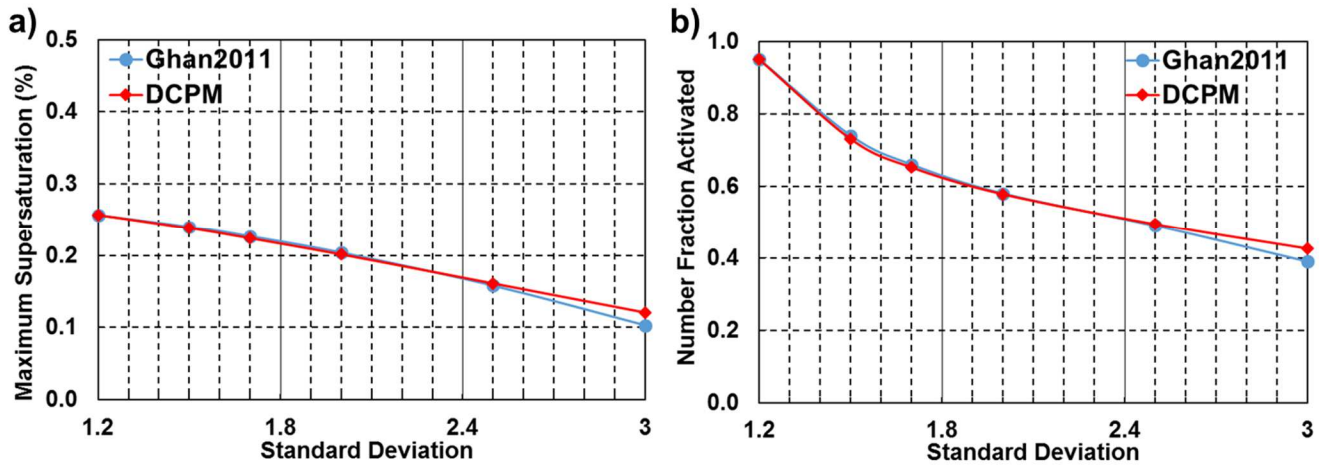 a)
Maximum Supersaturation (%)
0.5
0.4
0.3
0.2
0.1
0.0
Ghan2011
DCPM
1.2
1.8
2.4
3
Standard Deviation
b)
Number Fraction Activated
1.0
0.8
0.6
0.4
0.2
0.0
Ghan2011
DCPM
1.2
1.8
2.4
3
Standard Deviation